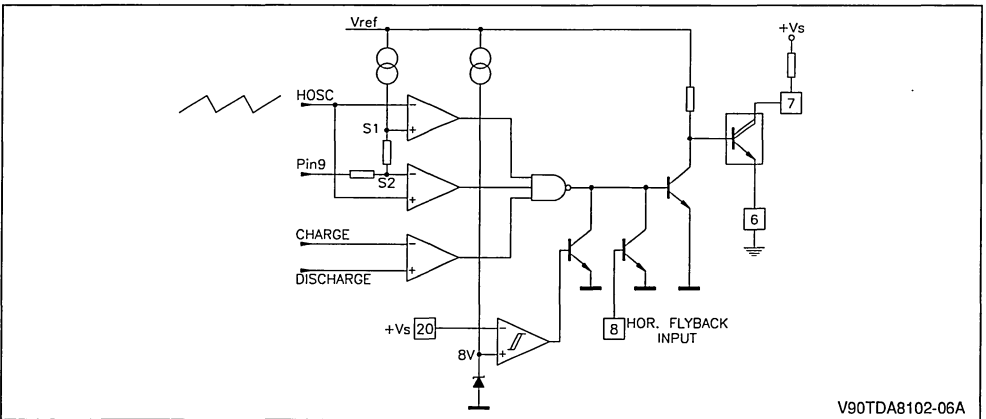 Vref
+Vs
HOSC
-
+
7
S1
Pin9
-
+
S2
6
CHARGE
-
+
DISCHARGE
+Vs 20
-
8 HOR. FLYBACK
INPUT
8V
+
V90TDA8102-06A